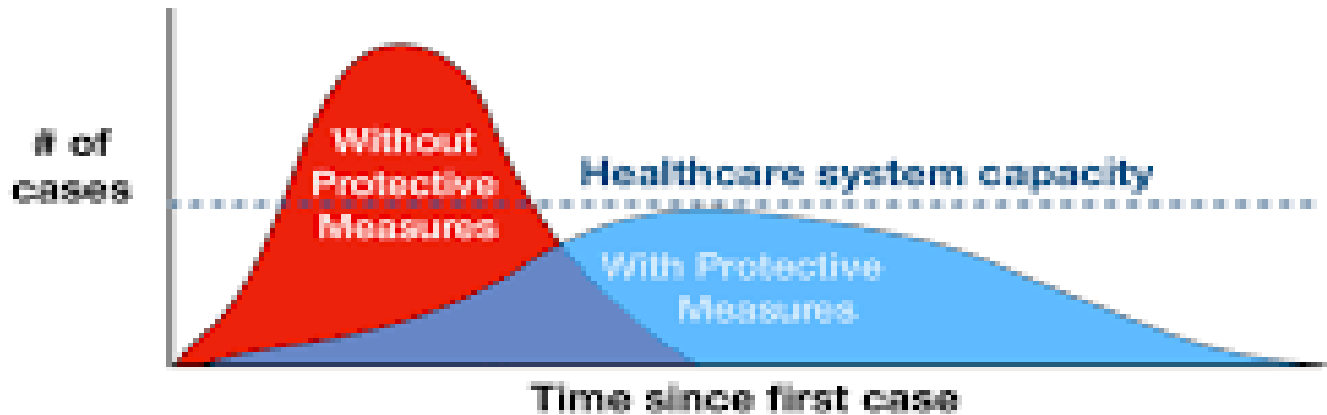 # of
cases
Without
Protective
Measures
Healthcare system capacity
With Protective
Measures
Time since first case